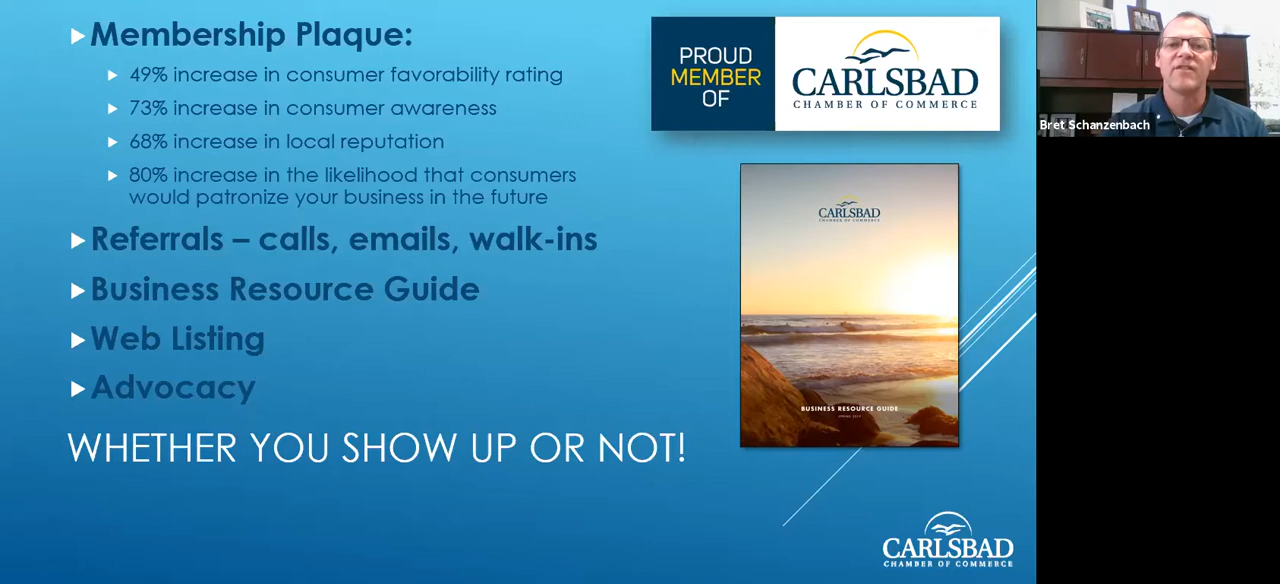 Membership Plaque:
49% increase in consumer favorability rating
73% increase in consumer awareness
68% increase in local reputation
80% increase in the likelihood that consumers
would patronize your business in the future
Referrals – calls, emails, walk-ins
Business Resource Guide
Web Listing
Advocacy
WHETHER YOU SHOW UP OR NOT!
PROUD
MEMBER
OF
CARLSBAD
CHAMBER OF COMMERCE
CARLSBAD
CHAMBER OF COMMERCE
BUSINESS RESOURCE GUIDE
CARLSBAD
CHAMBER OF COMMERCE
Bret Schanzenbach